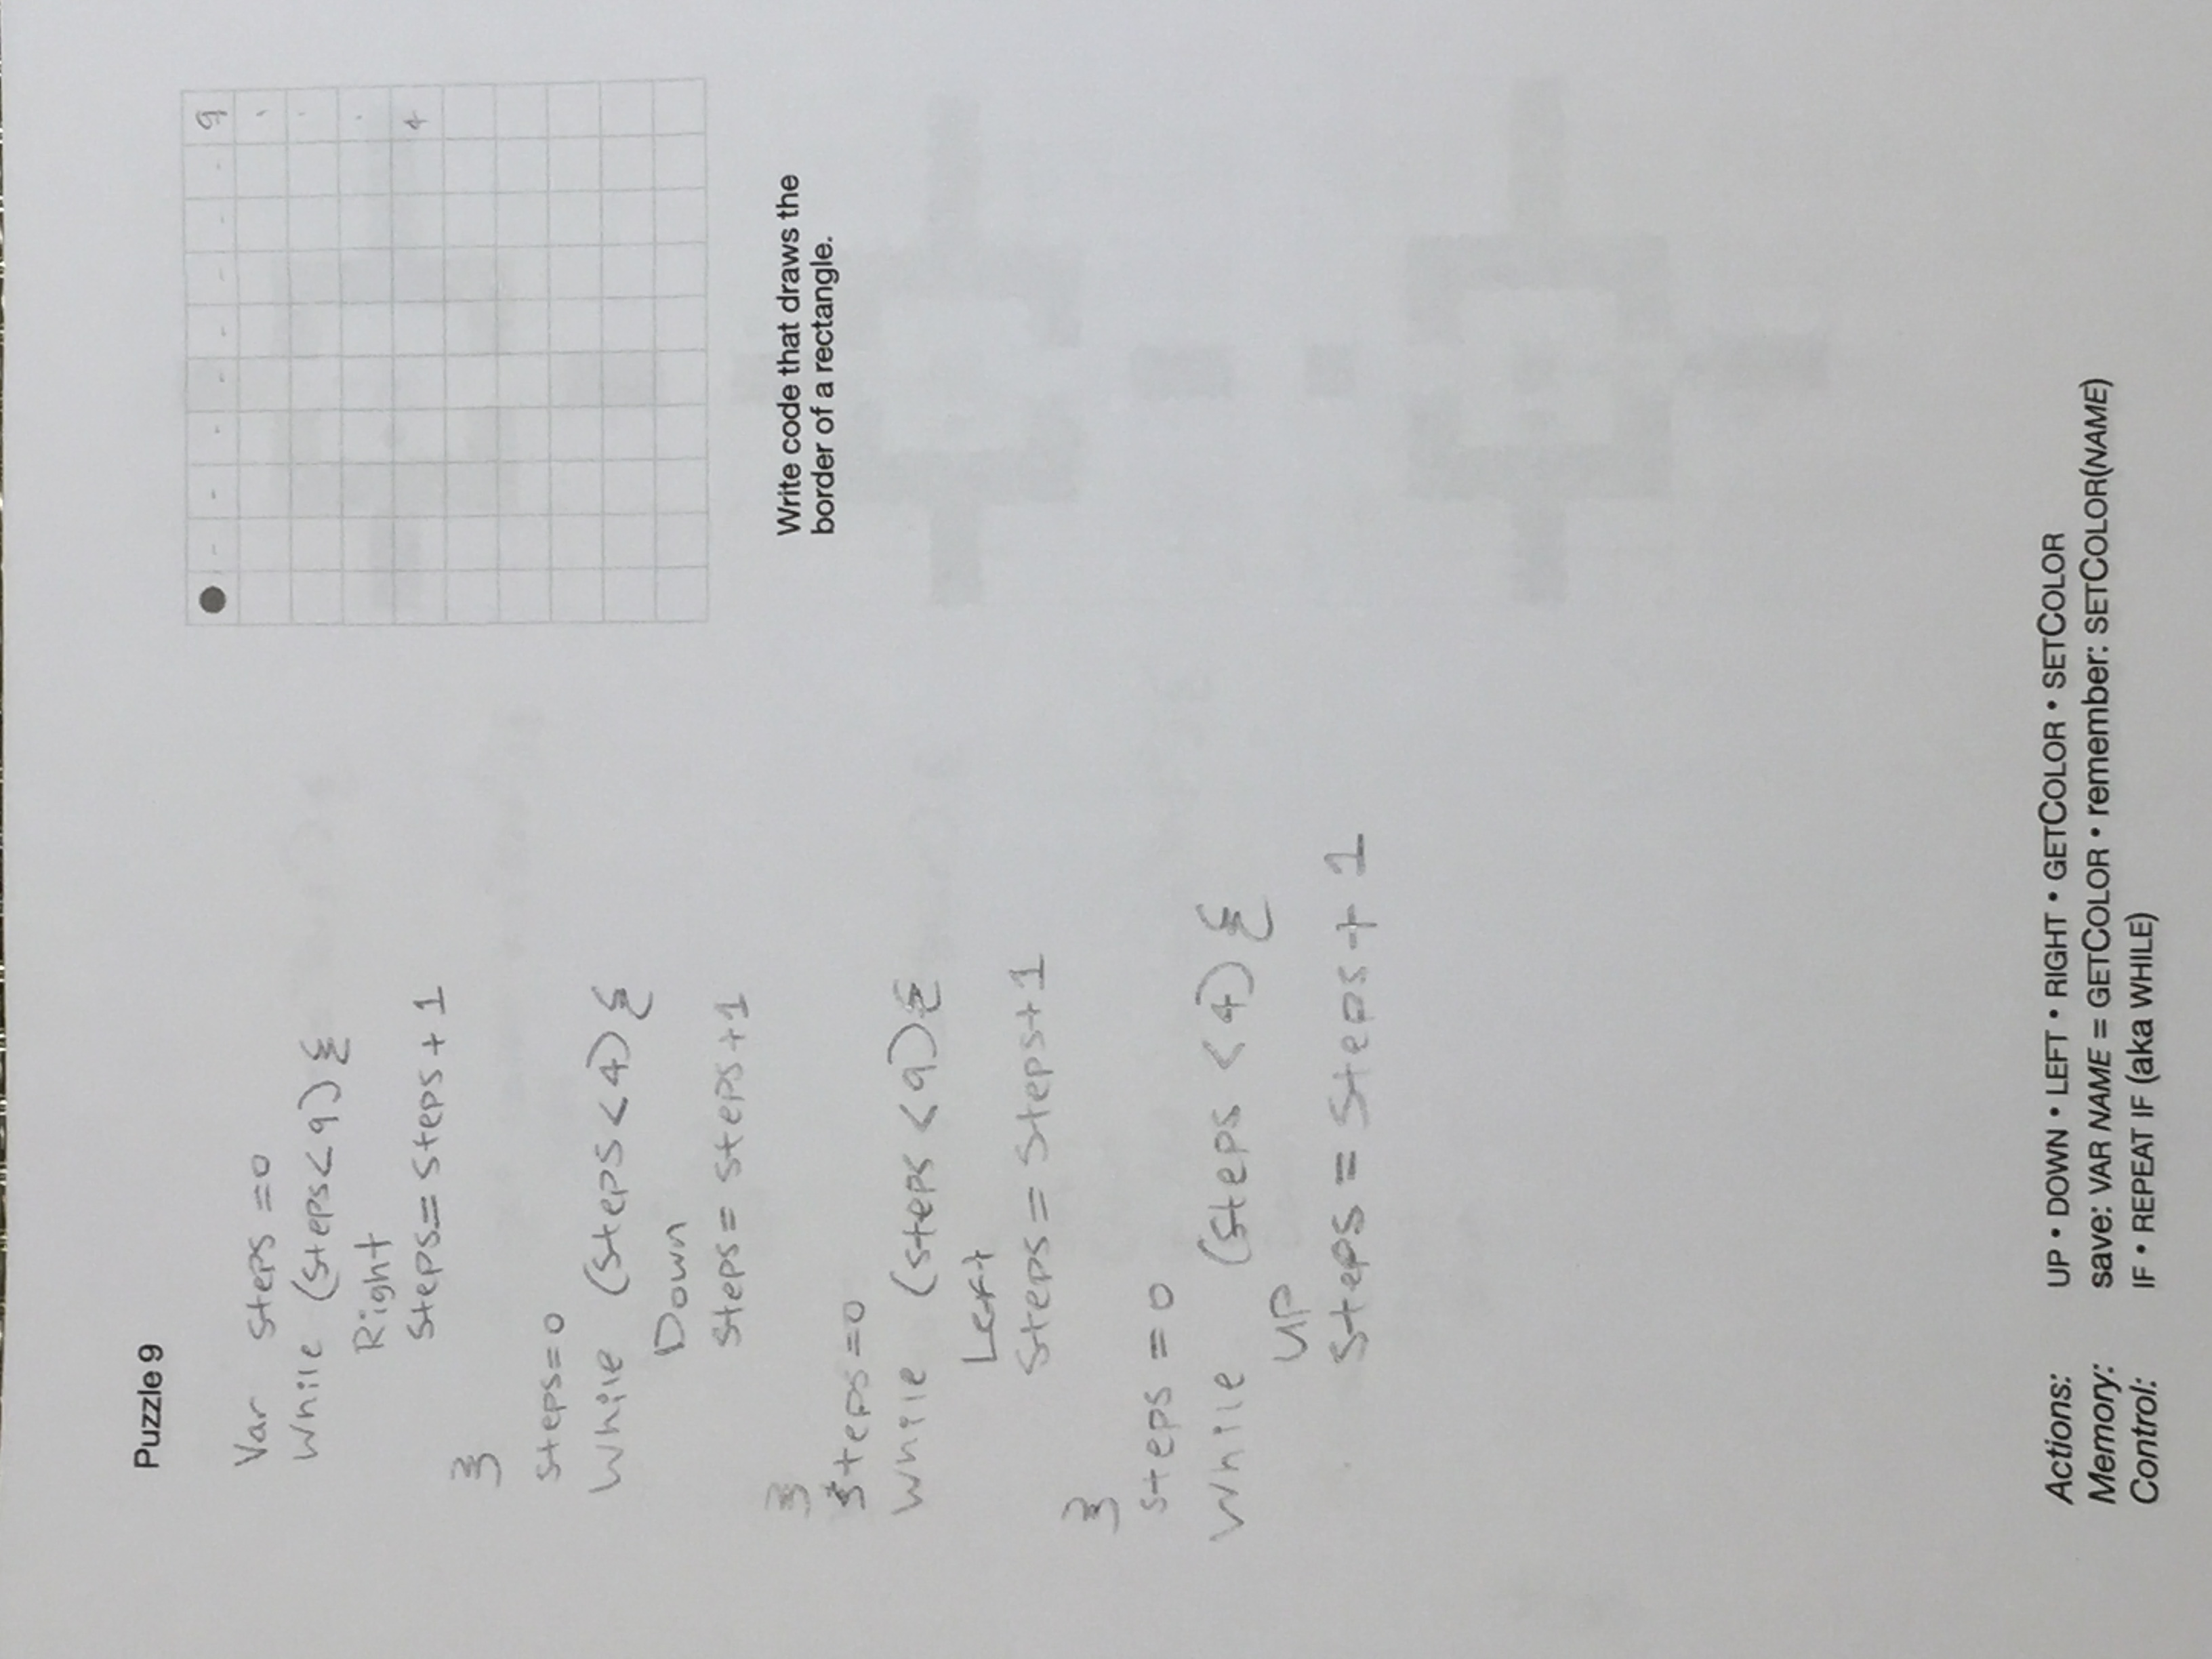 Puzzle 9
Var steps =0
While (steps<9) {
Right
steps= steps + 1
}
steps= 0
While (steps<4) {
Down
steps= steps+1
}
steps=0
While (steps <9) {
Left
steps= steps+1
}
steps = 0
While (steps <4) {
UP
steps = steps + 1
9
4
Write code that draws the
border of a rectangle.
Actions: UP • DOWN • LEFT • RIGHT • GETCOLOR • SETCOLOR
Memory: save: VAR NAME = GETCOLOR • remember: SETCOLOR(NAME)
Control: IF • REPEAT IF (aka WHILE)